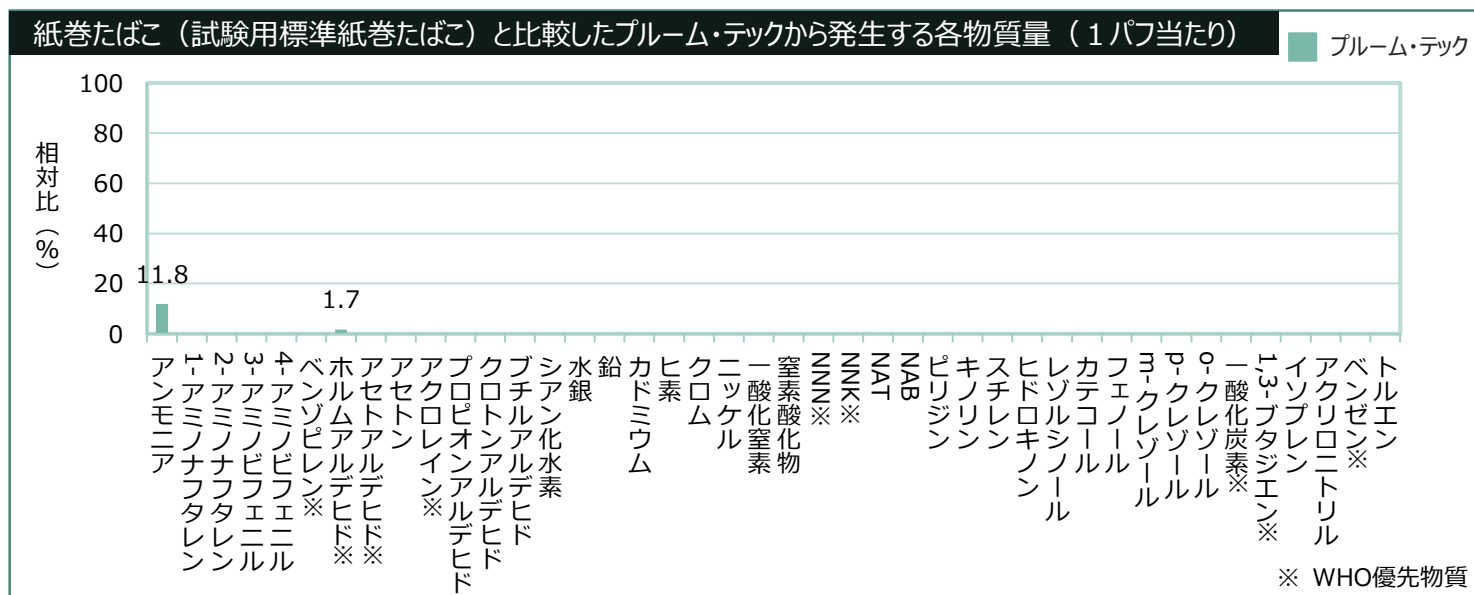 紙巻たばこ（試験用標準紙巻たばこ）と比較したプルーム・テックから発生する各物質量（１パフ当たり）
プルーム・テック
相対比（%）
100
80
60
40
20
0
11.8
1.7
アンモニア
1-アミノナフタレン
2-アミノナフタレン
3-アミノビフェニル
4-アミノビフェニル
ベンゾピレン※
ホルムアルデヒド※
アセトアルデヒド※
アセトン
アクロレイン※
プロピオンアルデヒド
クロトンアルデヒド
ブチルアルデヒド
シアン化水素
水銀
鉛
カドミウム
ヒ素
クロム
ニッケル
一酸化窒素
窒素酸化物
NNN※
NNK※
NAT
NAB
ピリジン
キノリン
スチレン
ヒドロキノン
レゾルシノール
カテコール
フェノール
m-クレゾール
p-クレゾール
o-クレゾール
一酸化炭素※
1,3-ブタジエン※
イソプレン
アクリロニトリル
ベンゼン※
トルエン
※ WHO優先物質